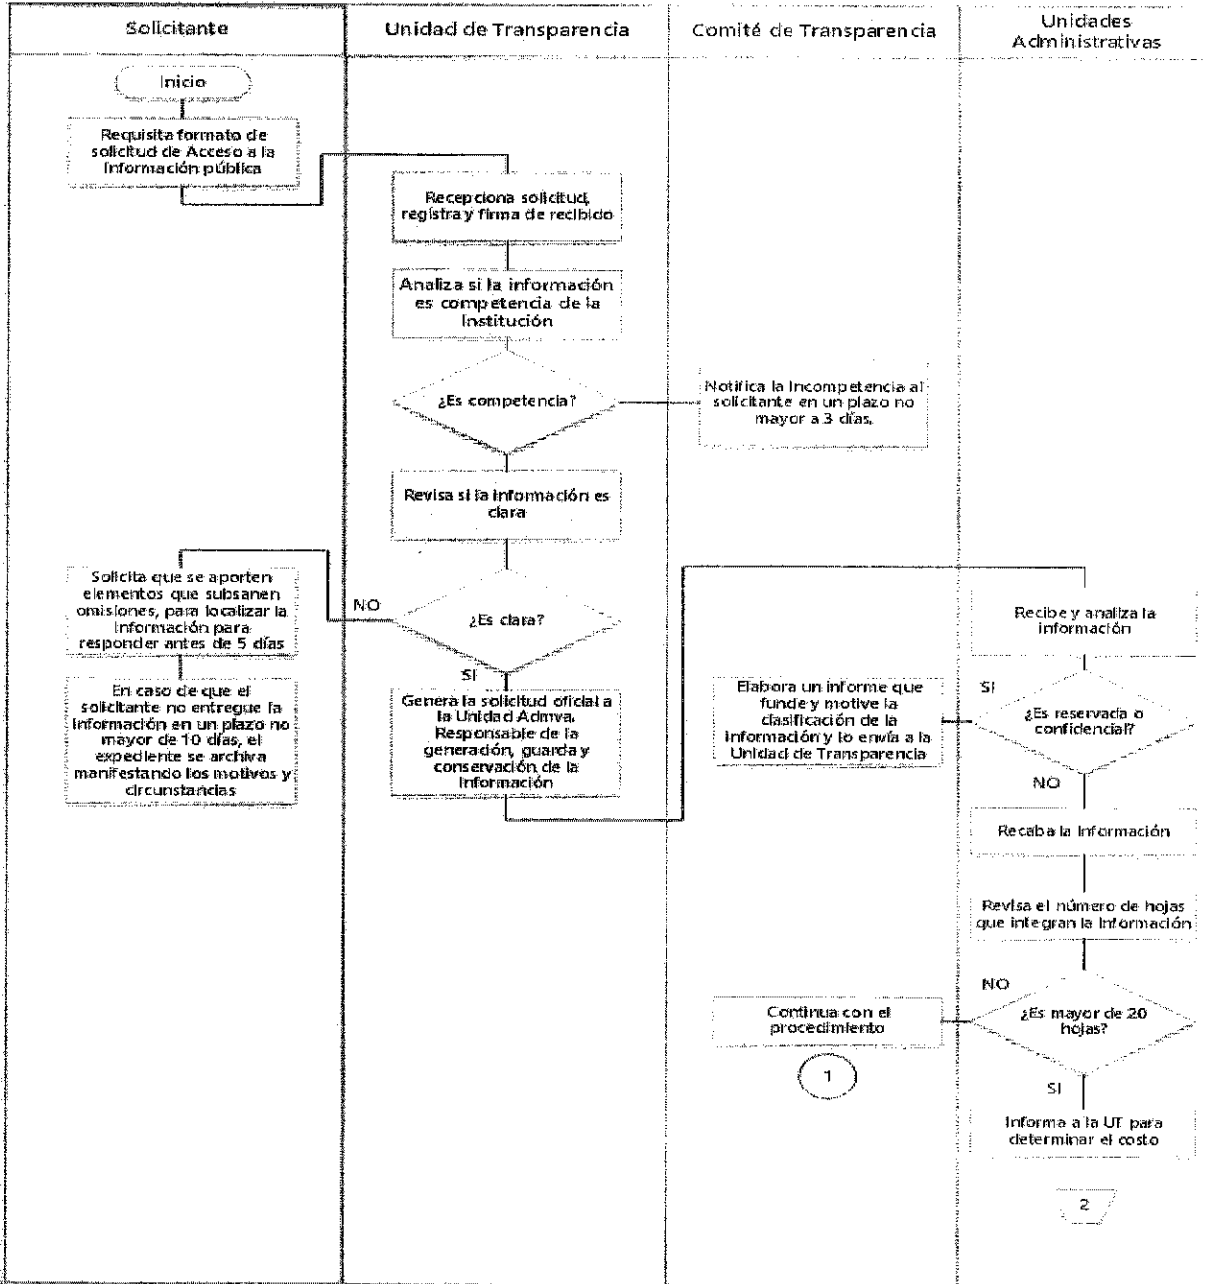 Solicitante
Unidad de Transparencia
Comité de Transparencia
Unidades
Administrativas
Inicio
Requisita formato de
solicitud de Acceso a la
Información pública
Recepciona solicitud,
registra y firma de recibido
Analiza si la información
es competencia de la
Institución
¿Es competencia?
Notifica la Incompetencia al
solicitante en un plazo no
mayor a 3 días.
Revisa si la información es
clara
¿Es clara?
NO
SI
Solicita que se aporten
elementos que subsanen
omisiones, para localizar la
Información para
responder antes de 5 días
En caso de que el
solicitante no entregue la
Información en un plazo no
mayor de 10 días, el
expediente se archiva
manifestando los motivos y
circunstancias
Genera la solicitud oficial a
la Unidad Admva.
Responsable de la
generación, guarda y
conservación de la
Información
Recibe y analiza la
información
¿Es reservada o
confidencial?
SI
NO
Elabora un informe que
funde y motive la
clasificación de la
Información y lo envía a la
Unidad de Transparencia
Recaba la Información
Revisa el número de hojas
que integran la Información
NO
¿Es mayor de 20
hojas?
SI
Continua con el
procedimiento
1
Informa a la UT para
determinar el costo
2